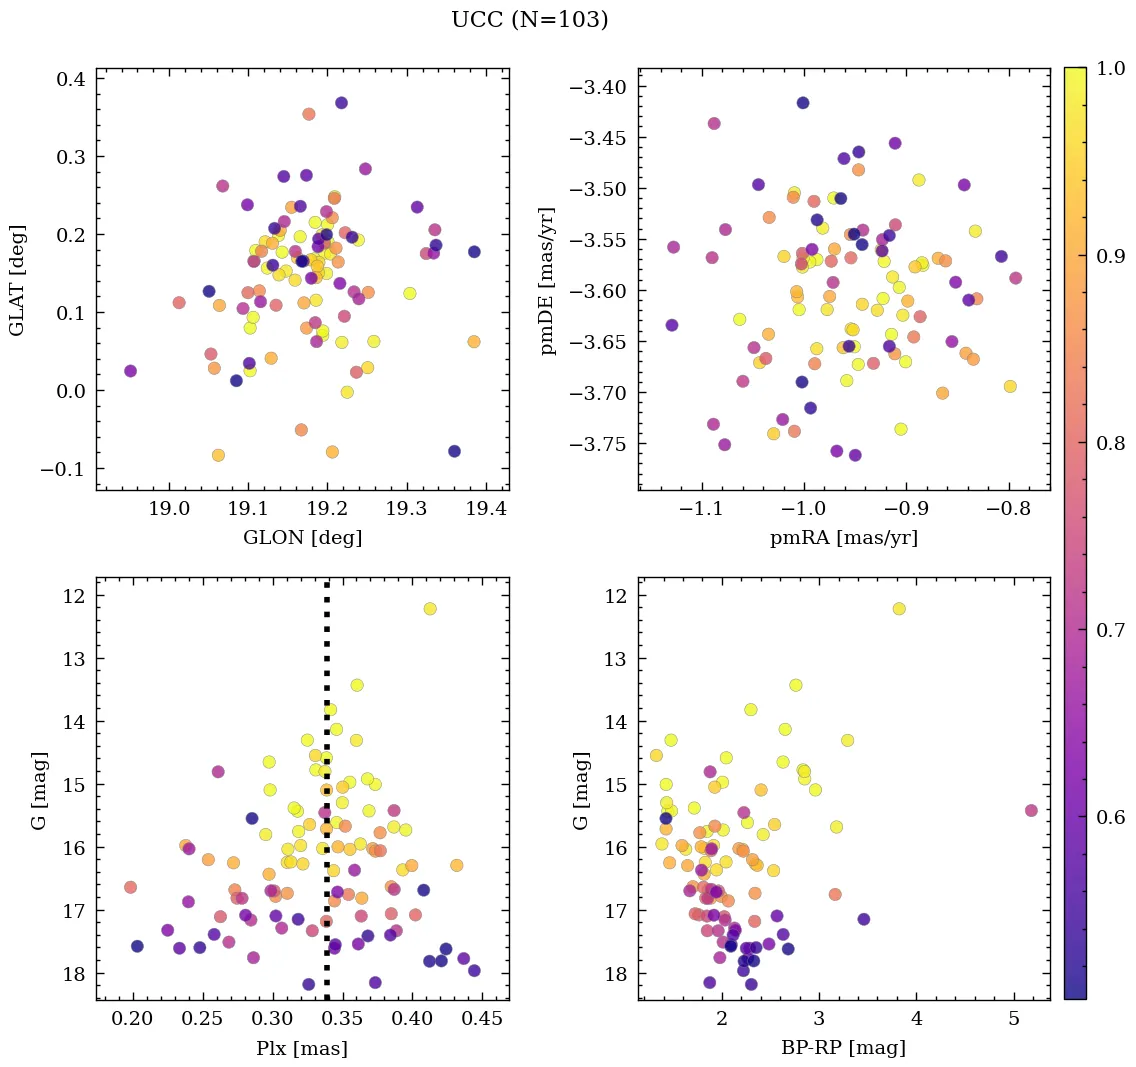 UCC (N=103)
0.4
0.3
0.2
0.1
0.0
−0.1
GLAT [deg]
19.0 19.1 19.2 19.3 19.4
GLON [deg]
−3.40
−3.45
−3.50
−3.55
−3.60
−3.65
−3.70
−3.75
pmDE [mas/yr]
−1.1 −1.0 −0.9 −0.8
pmRA [mas/yr]
12
13
14
15
16
17
18
G [mag]
0.20 0.25 0.30 0.35 0.40 0.45
Plx [mas]
12
13
14
15
16
17
18
G [mag]
2 3 4 5
BP-RP [mag]
1.0
0.9
0.8
0.7
0.6